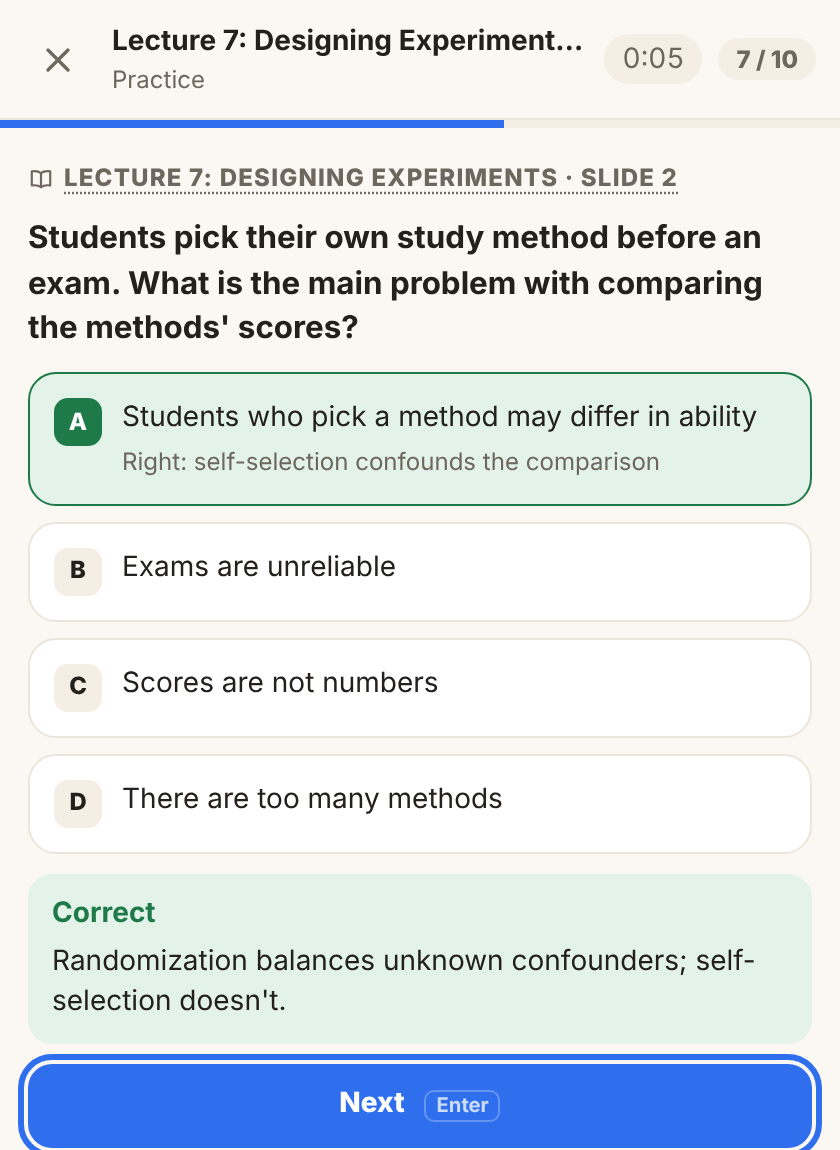 Lecture 7: Designing Experiment...
Practice
0:05
7 / 10
LECTURE 7: DESIGNING EXPERIMENTS · SLIDE 2
Students pick their own study method before an
exam. What is the main problem with comparing
the methods' scores?
A
Students who pick a method may differ in ability
Right: self-selection confounds the comparison
B
Exams are unreliable
C
Scores are not numbers
D
There are too many methods
Correct
Randomization balances unknown confounders; self-
selection doesn't.
Next Enter